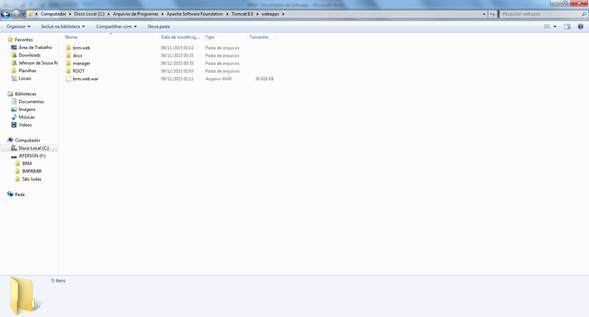 Computador ▸ Disco Local (C:) ▸ Arquivos de Programas ▸ Apache Software Foundation ▸ Tomcat 8.0 ▸ webapps ▸
Pesquisar webapps
Organizar Incluir na biblioteca Compartilhar com Nova pasta
Favoritos
Área de Trabalho
Downloads
Jeferson de Sousa Ra
Planilhas
Locais
Bibliotecas
Documentos
Imagens
Músicas
Vídeos
Computador
Disco Local (C:)
JEFERSON (F:)
BRM
IMPRIMIR
São Judas
Rede
Nome Data de modificaç... Tipo Tamanho
brm.web 09/11/2015 01:12 Pasta de arquivos
docs 09/11/2015 00:35 Pasta de arquivos
manager 09/11/2015 00:35 Pasta de arquivos
ROOT 09/11/2015 01:03 Pasta de arquivos
brm.web.war 09/11/2015 01:11 Arquivo WAR
5 itens